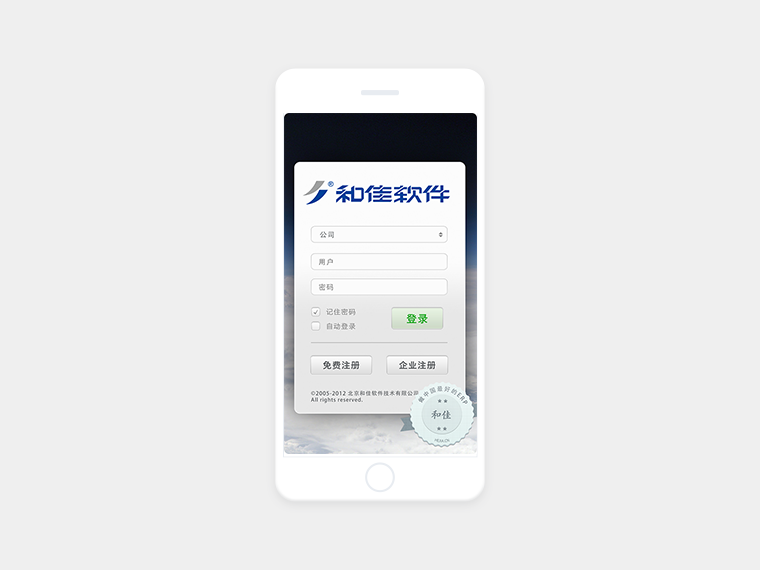 ®
和佳软件
公司
用户
密码
记住密码
自动登录
登录
免费注册
企业注册
©2005-2012 北京和佳软件技术有限公司
All rights reserved.
中国最好的ERP
和佳